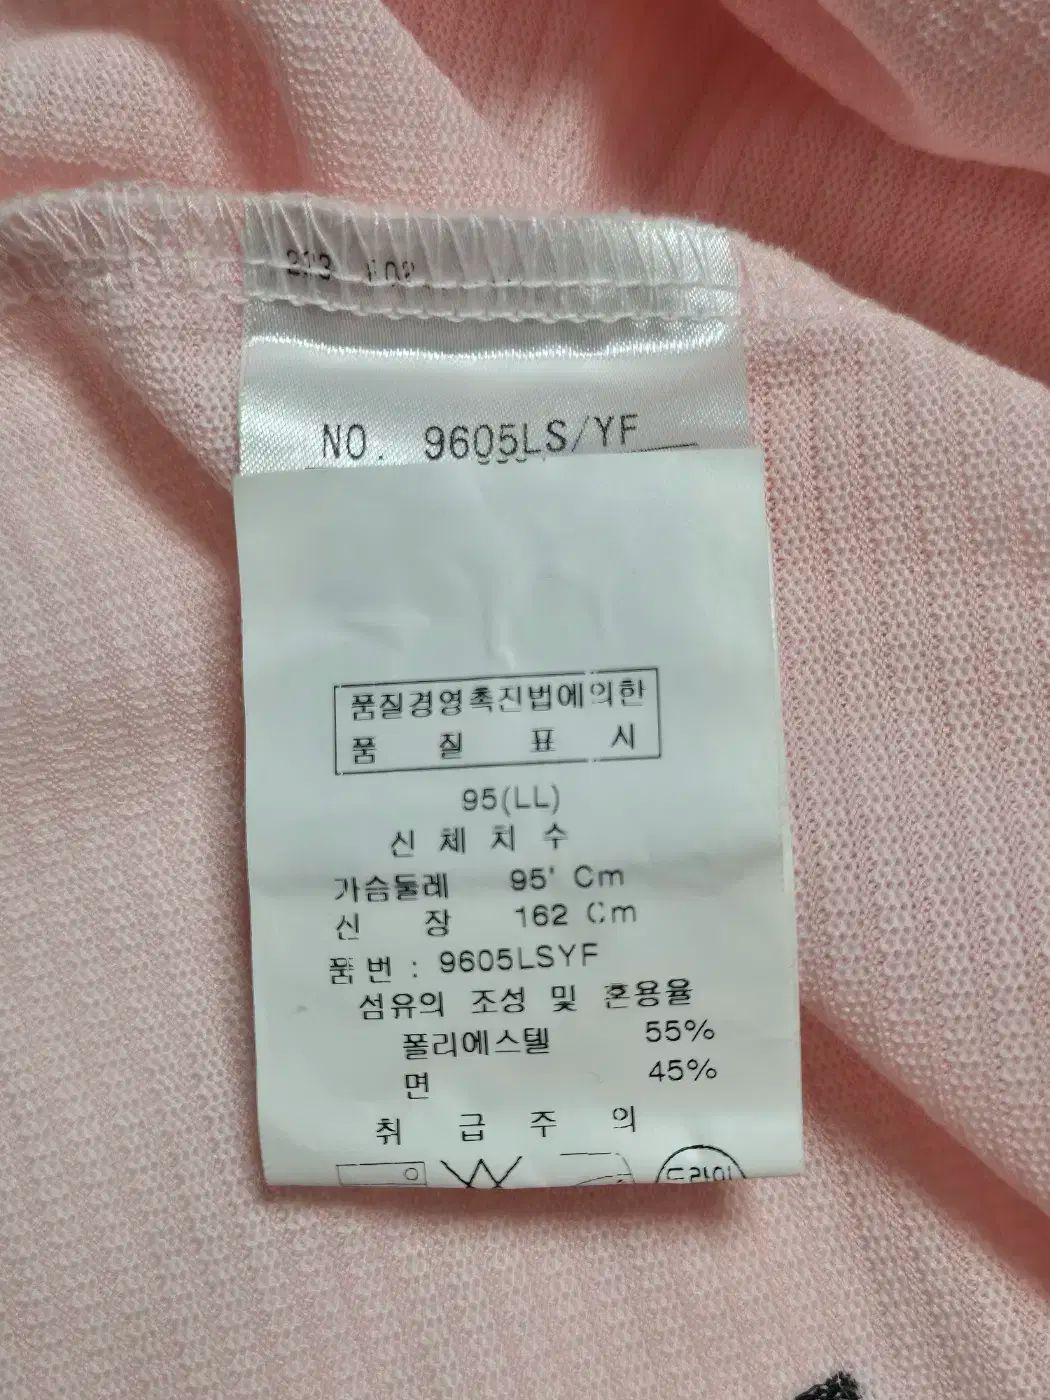 NO. 9605LS/YF
품질경영촉진법에의한
품 질 표 시
95(LL)
신 체 치 수
가슴둘레 95' Cm
신 장 162 Cm
품번 : 9605LSYF
섬유의 조성 및 혼용율
폴리에스텔 55%
면 45%
취 급 주 의
드라이